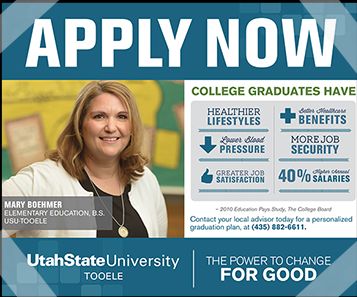 APPLY NOW
COLLEGE GRADUATES HAVE
HEALTHIER
LIFESTYLES
Better Healthcare
BENEFITS
Lower Blood
PRESSURE
MORE JOB
SECURITY
GREATER JOB
SATISFACTION
40% Higher Annual
SALARIES
~ 2010 Education Pays Study, The College Board
Contact your local advisor today for a personalized
graduation plan, at (435) 882-6611.
MARY BOEHMER
ELEMENTARY EDUCATION, B.S.
USU-TOOELE
UtahStateUniversity
TOOELE
THE POWER TO CHANGE
FOR GOOD